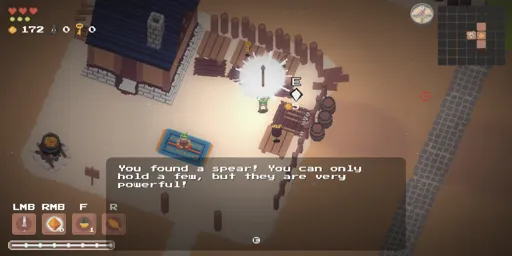 172 0 0
E
You found a spear! You can only
hold a few, but they are very
powerful!
LMB RMB F R
0 1
E